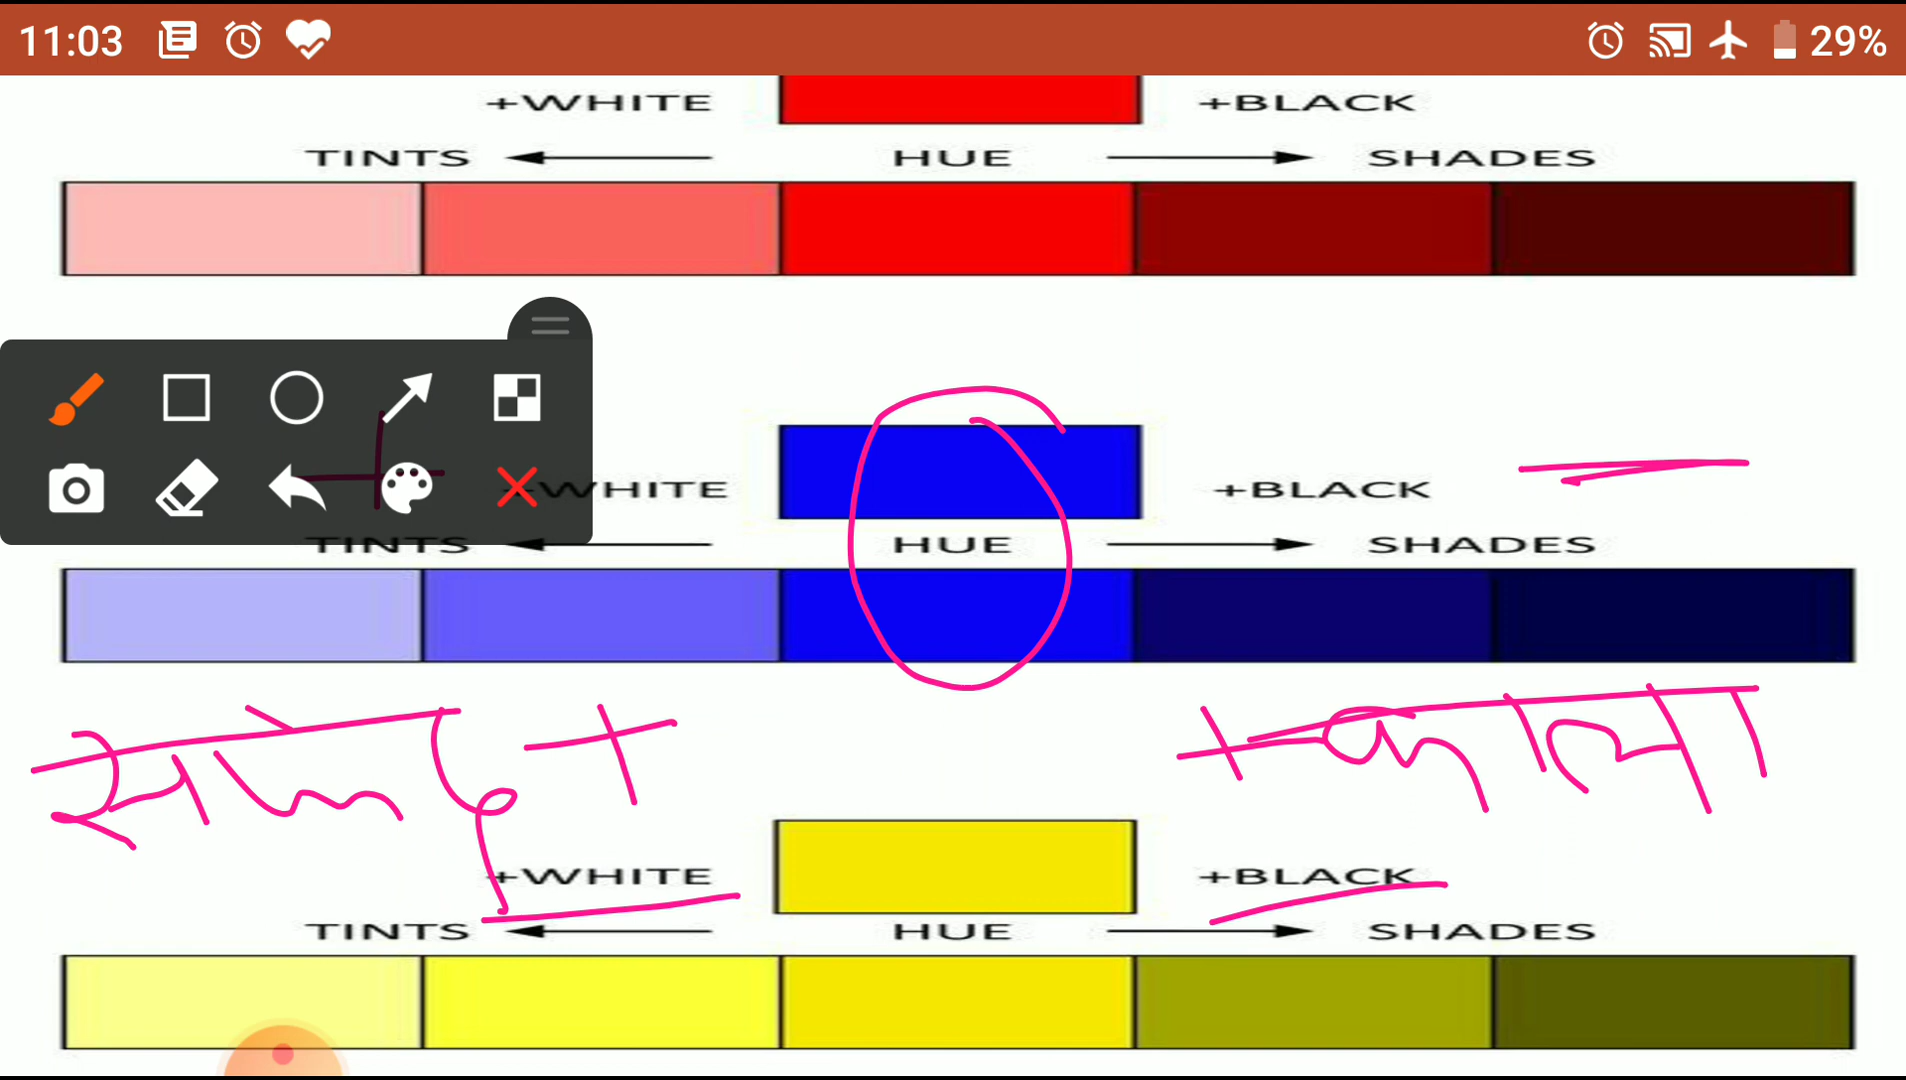 11:03 29%
+WHITE +BLACK
TINTS HUE SHADES
+WHITE +BLACK
TINTS HUE SHADES
सफेद + + काला
+WHITE +BLACK
TINTS HUE SHADES